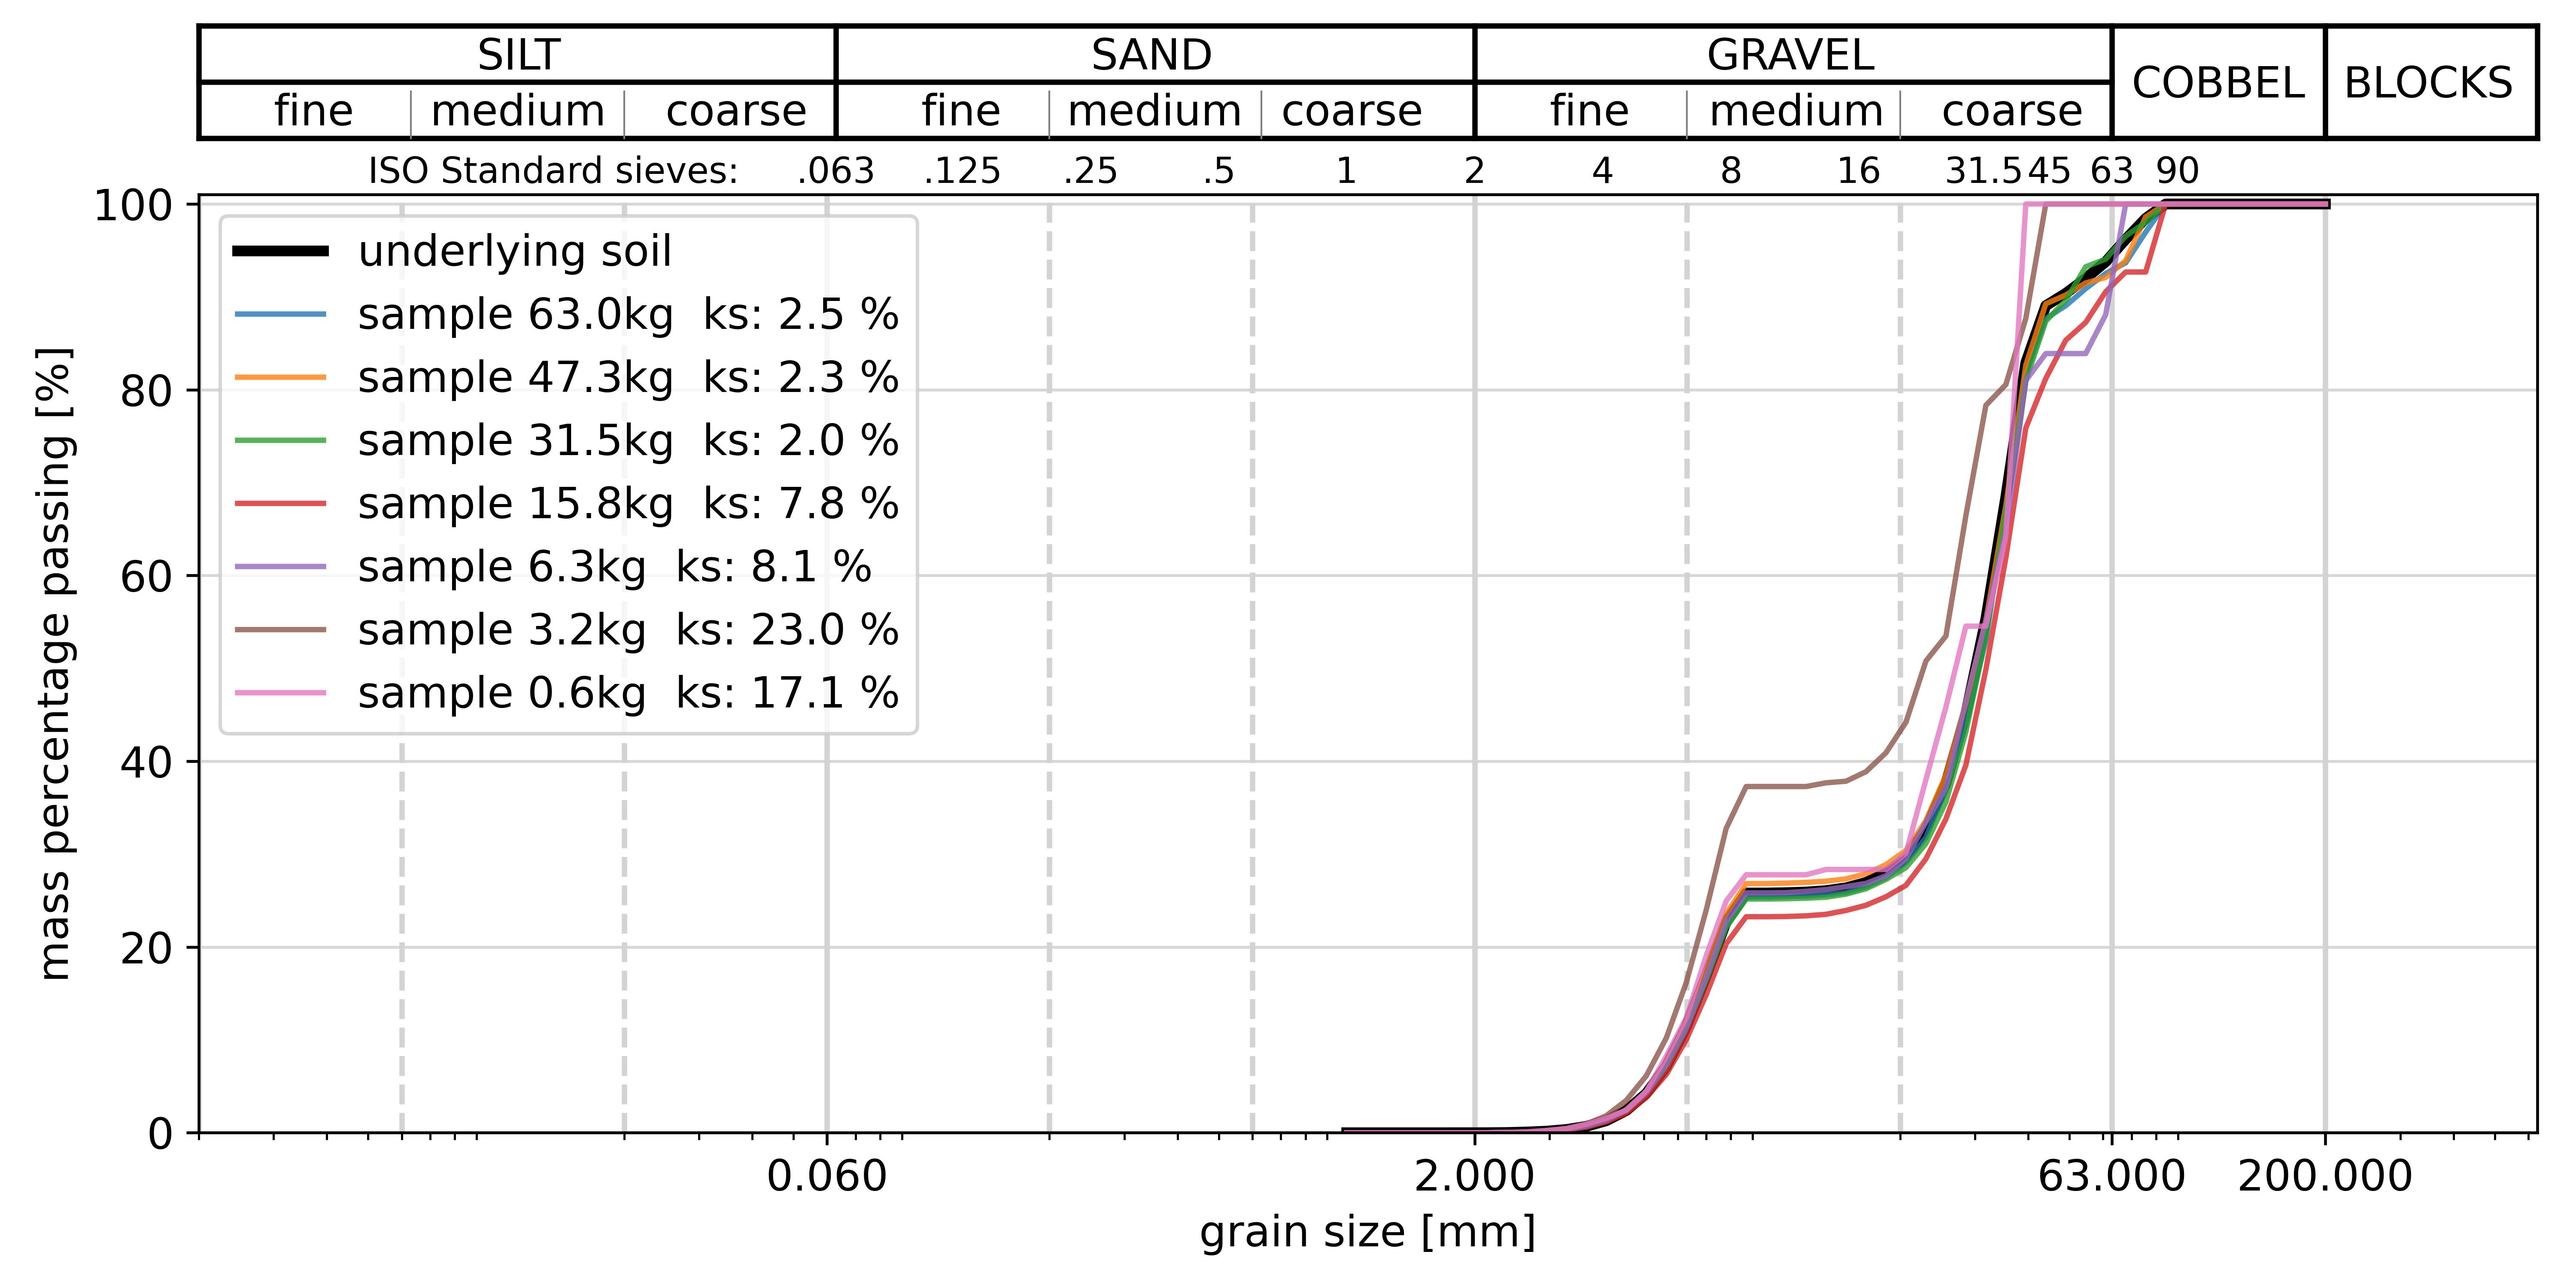 SILT SAND GRAVEL COBBEL BLOCKS
fine medium coarse fine medium coarse fine medium coarse
ISO Standard sieves: .063 .125 .25 .5 1 2 4 8 16 31.5 45 63 90
100
80
60
40
20
0
mass percentage passing [%]
underlying soil
sample 63.0kg ks: 2.5 %
sample 47.3kg ks: 2.3 %
sample 31.5kg ks: 2.0 %
sample 15.8kg ks: 7.8 %
sample 6.3kg ks: 8.1 %
sample 3.2kg ks: 23.0 %
sample 0.6kg ks: 17.1 %
0.060 2.000 63.000 200.000
grain size [mm]